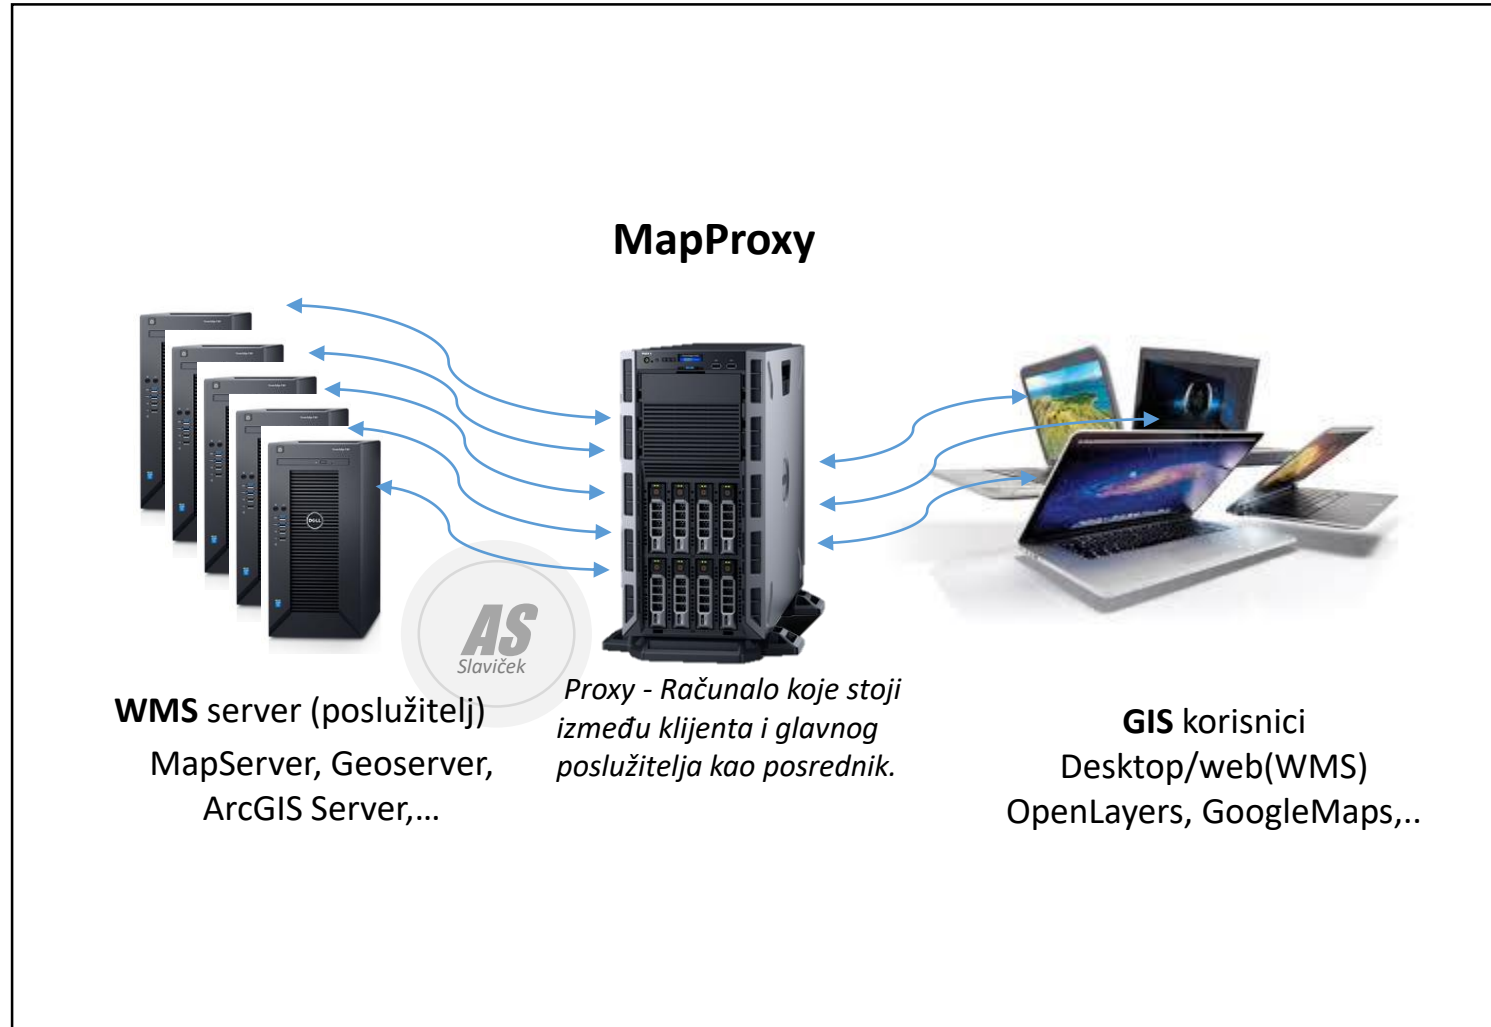 MapProxy
DELL
AS
Slaviček
WMS server (poslužitelj)
MapServer, Geoserver,
ArcGIS Server,...
Proxy - Računalo koje stoji
između klijenta i glavnog
poslužitelja kao posrednik.
GIS korisnici
Desktop/web(WMS)
OpenLayers, GoogleMaps,..